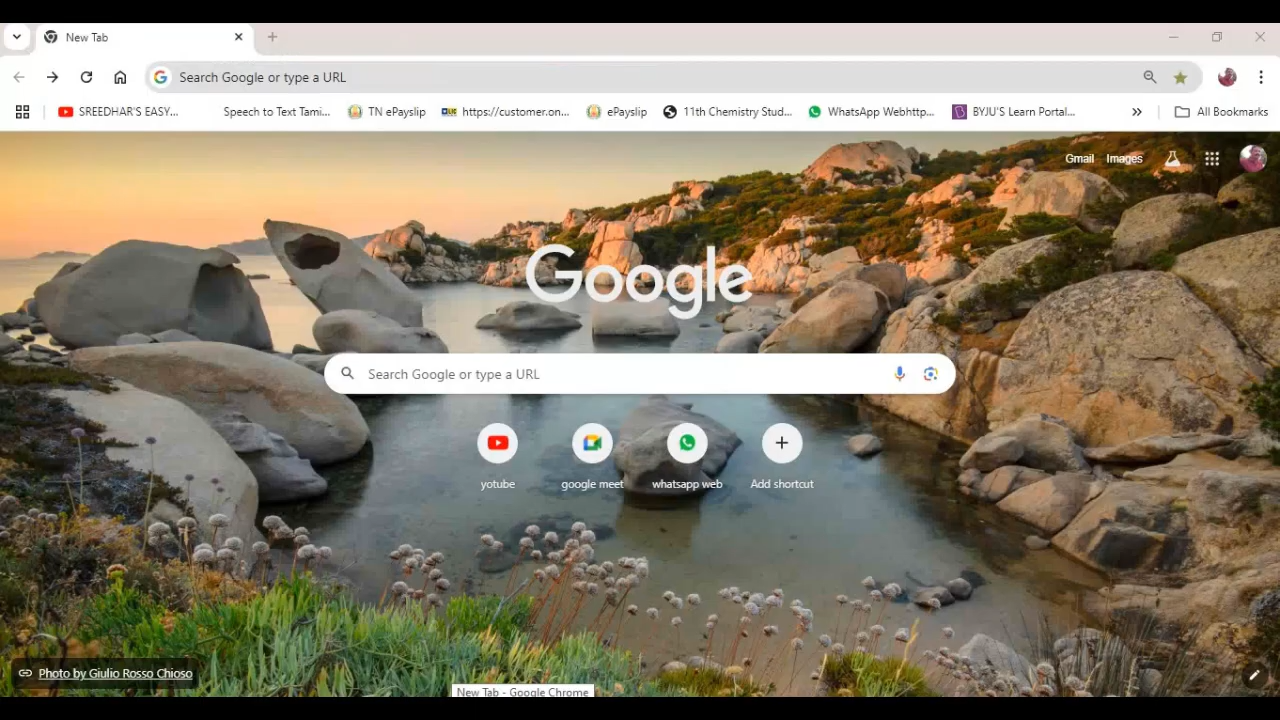 New Tab
Search Google or type a URL
SREEDHAR'S EASY...
Speech to Text Tami...
TN ePayslip
https://customer.on...
ePayslip
11th Chemistry Stud...
WhatsApp Webhttp...
BYJU'S Learn Portal...
All Bookmarks
Gmail
Images
Google
Search Google or type a URL
yotube
google meet
whatsapp web
Add shortcut
Photo by Giulio Rosso Chioso
New Tab - Google Chrome